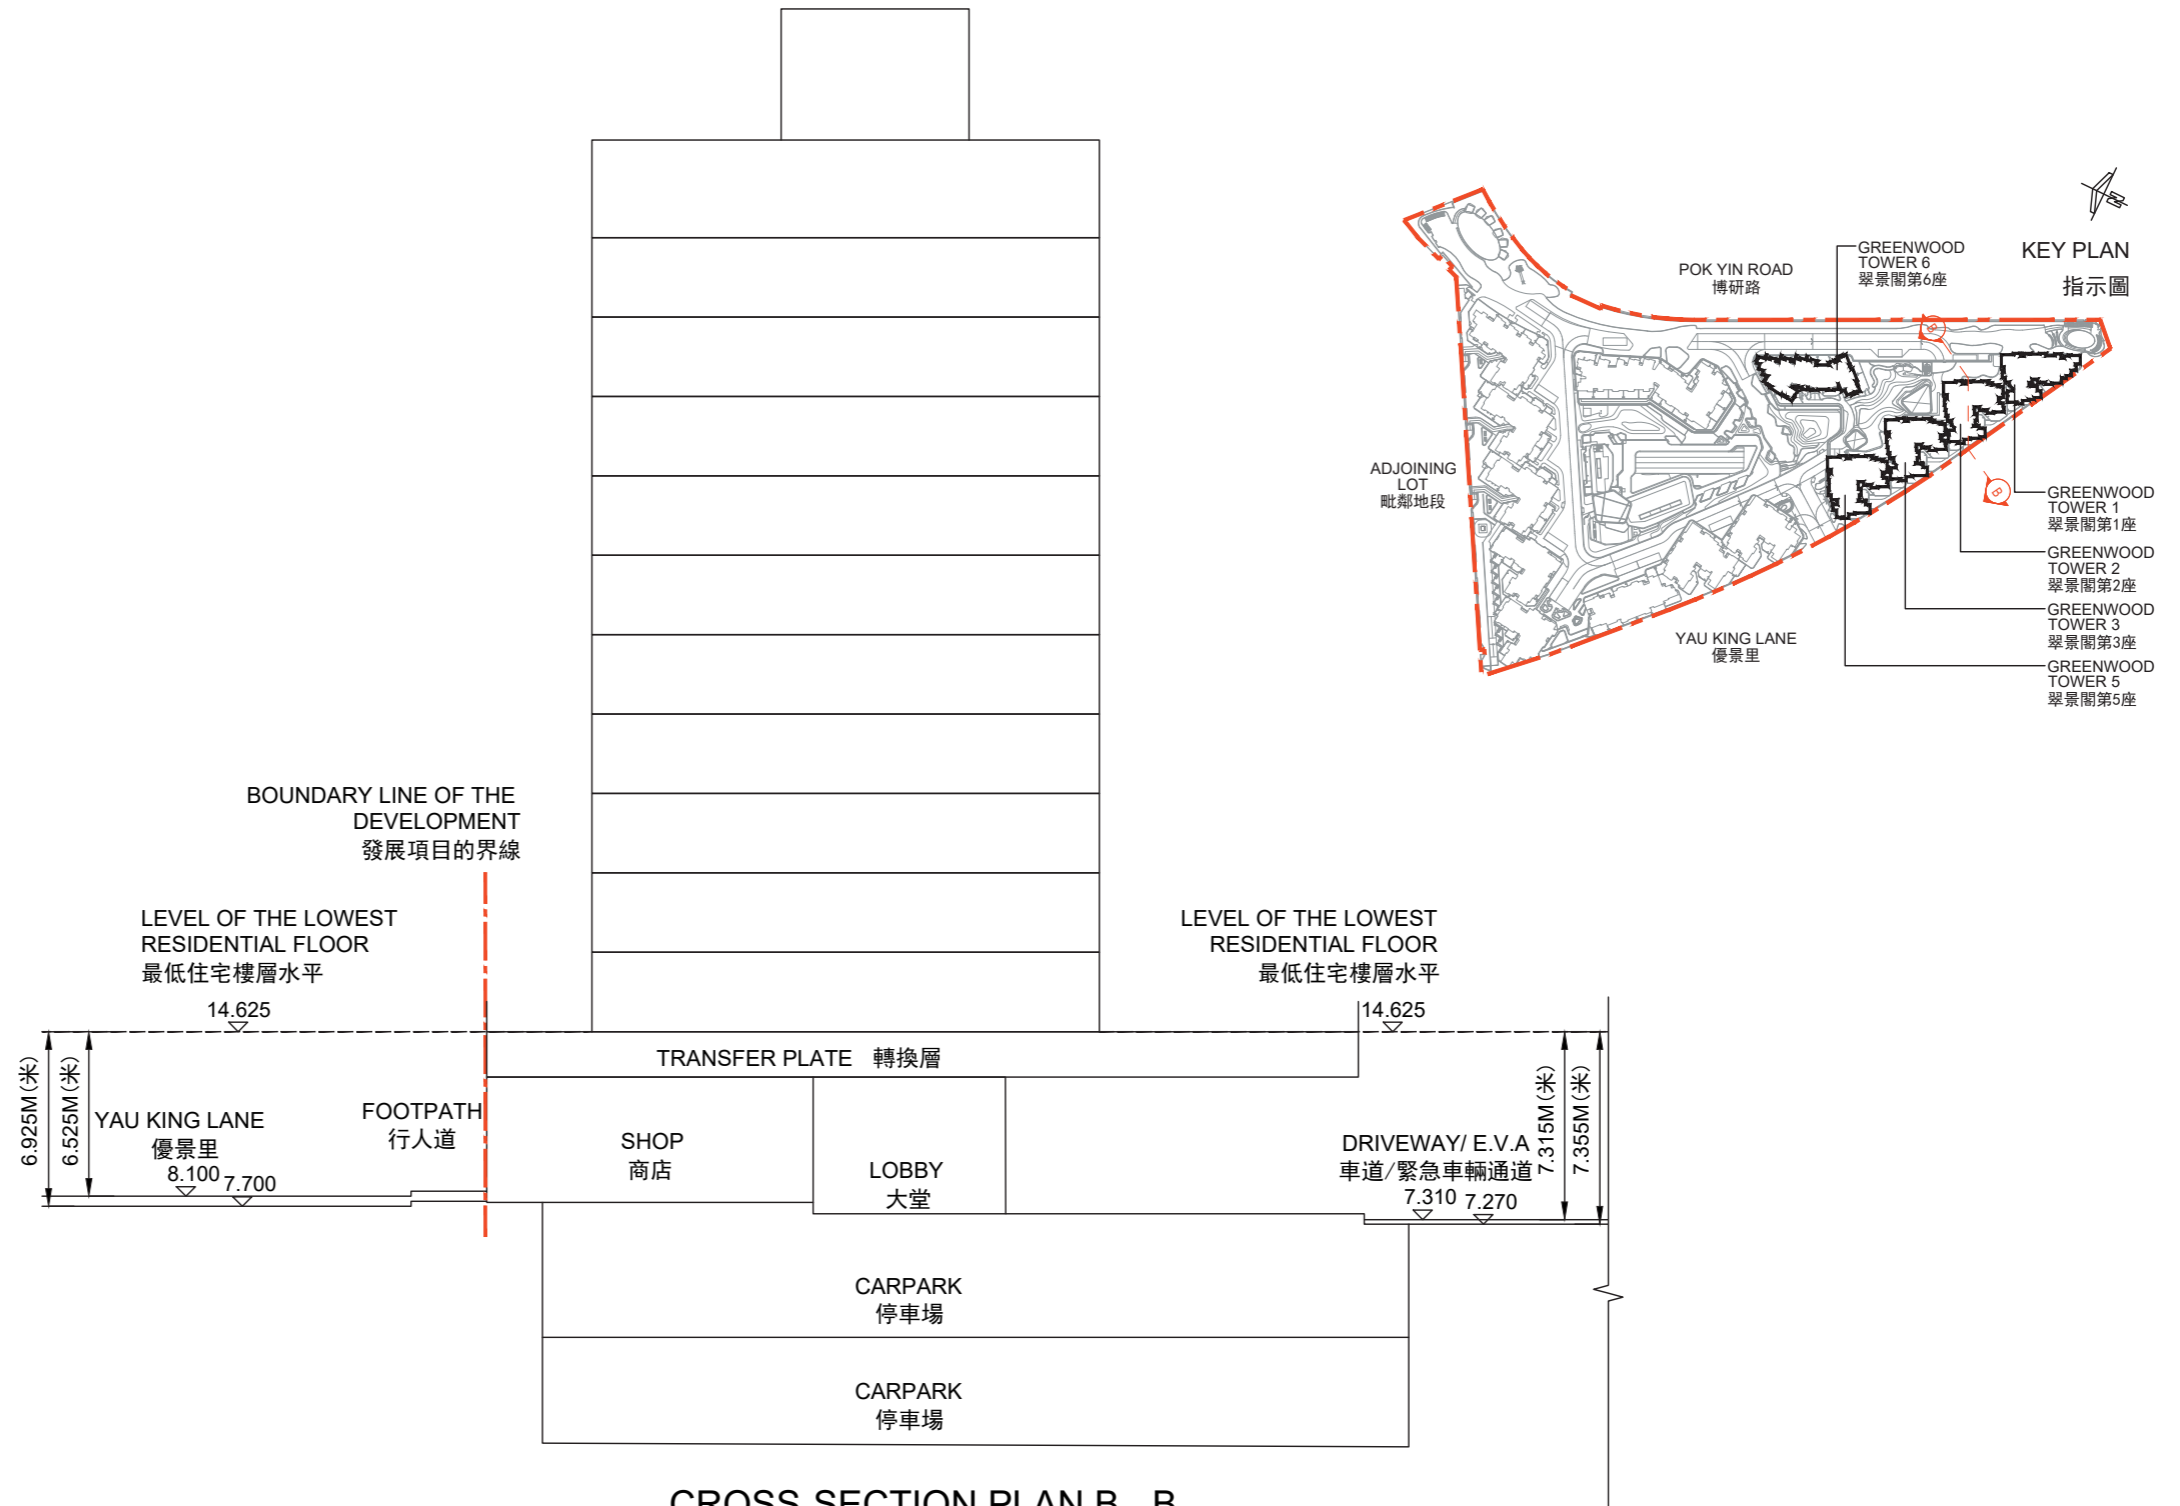 KEY PLAN
指示圖
GREENWOOD
TOWER 6
翠景閣第6座
POK YIN ROAD
博研路
B
ADJOINING
LOT
毗鄰地段
B
GREENWOOD
TOWER 1
翠景閣第1座
GREENWOOD
TOWER 2
翠景閣第2座
GREENWOOD
TOWER 3
翠景閣第3座
GREENWOOD
TOWER 5
翠景閣第5座
YAU KING LANE
優景里
BOUNDARY LINE OF THE
DEVELOPMENT
發展項目的界線
LEVEL OF THE LOWEST
RESIDENTIAL FLOOR
最低住宅樓層水平
14.625
LEVEL OF THE LOWEST
RESIDENTIAL FLOOR
最低住宅樓層水平
14.625
TRANSFER PLATE 轉換層
6.925M(米)
6.525M(米)
YAU KING LANE
優景里
8.100
7.700
FOOTPATH
行人道
SHOP
商店
LOBBY
大堂
DRIVEWAY/ E.V.A
車道/緊急車輛通道
7.310
7.270
7.315M(米)
7.355M(米)
CARPARK
停車場
CARPARK
停車場
CROSS SECTION PLAN B - B